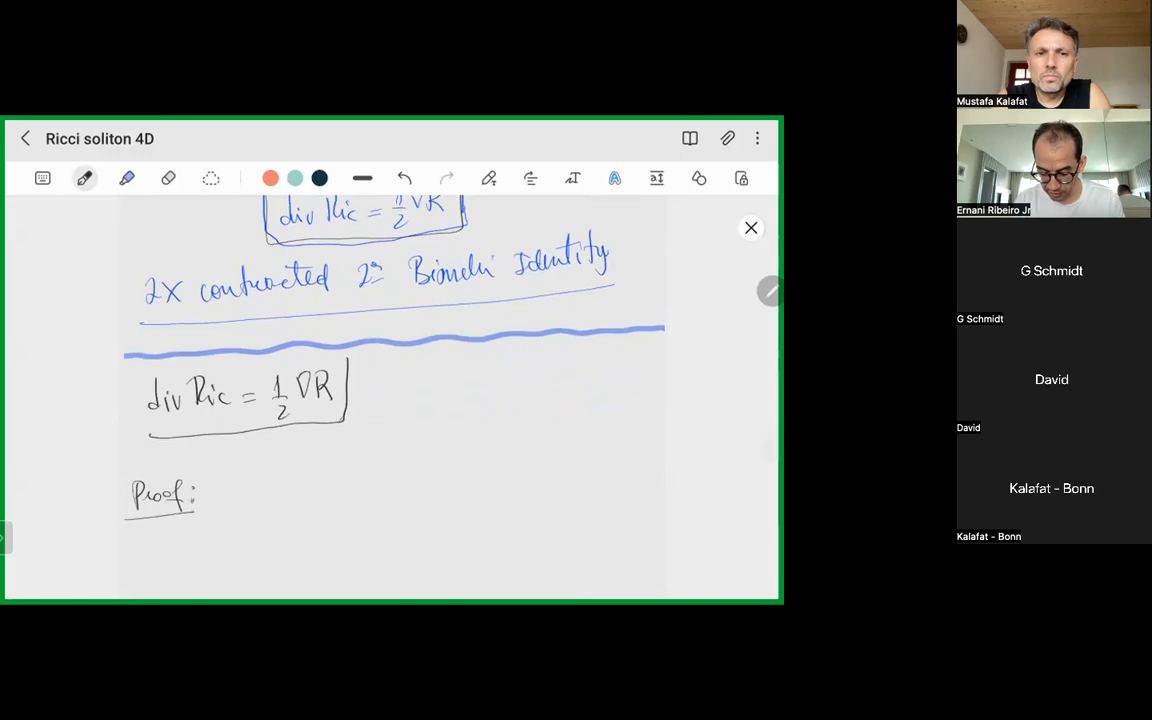 Ricci soliton 4D
div Ric = 1/2 ∇R
2X contracted 2ª Bianchi Identity
div Ric = 1/2 ∇R
Proof:
Mustafa Kalafat
Ernani Ribeiro Jr
G Schmidt
G Schmidt
David
David
Kalafat - Bonn
Kalafat - Bonn